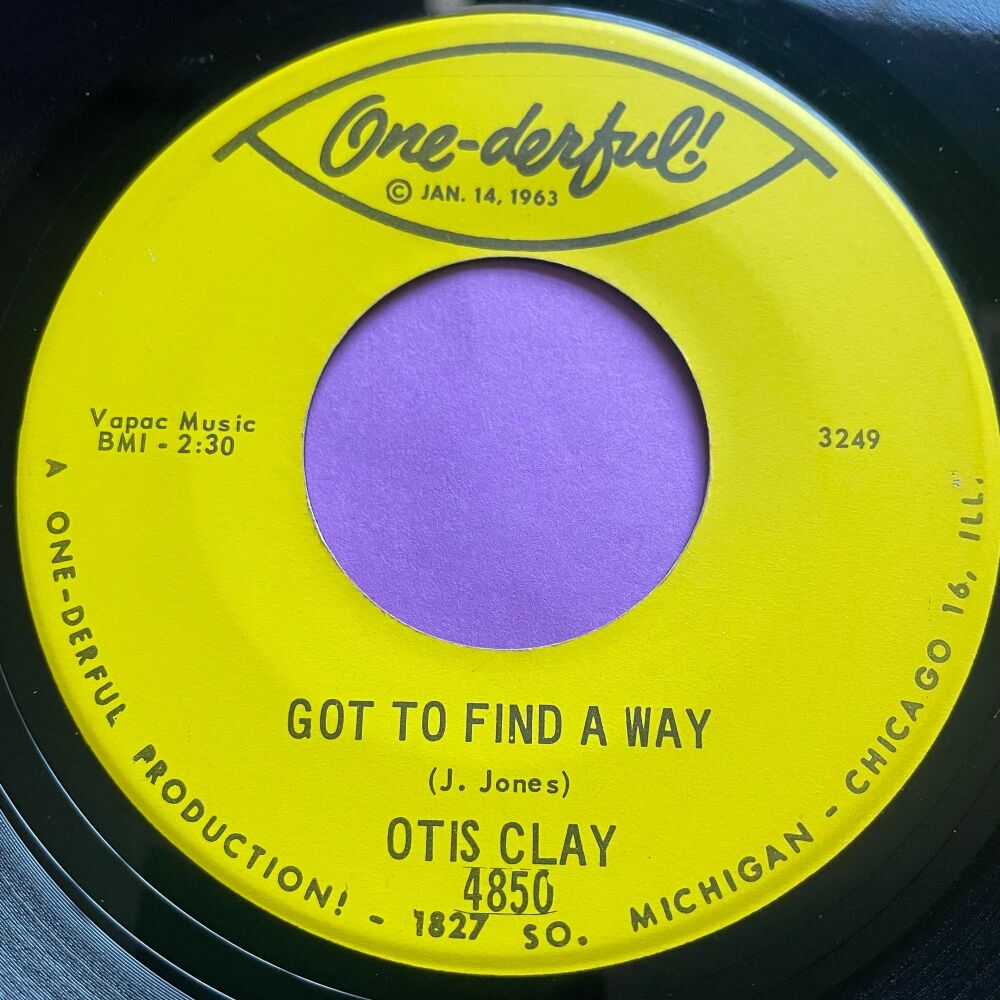 One-derful!
© JAN. 14, 1963
Vapac Music
BMI - 2:30
3249
GOT TO FIND A WAY
(J. Jones)
OTIS CLAY
4850
A ONE-DERFUL PRODUCTION! - 1827 SO. MICHIGAN - CHICAGO 16, ILL.